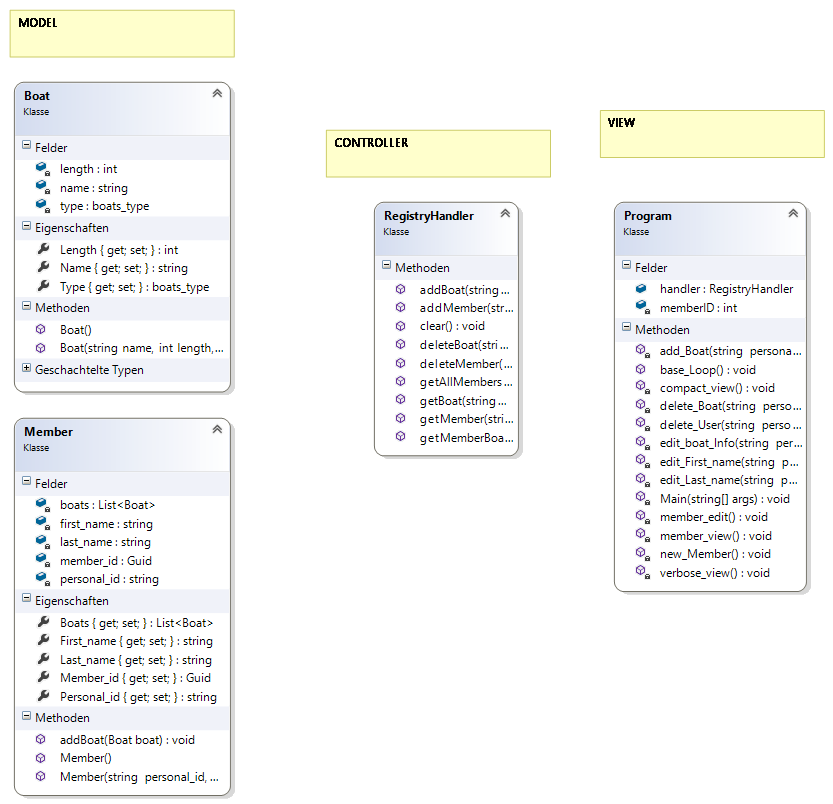 MODEL
Boat
Klasse
Felder
length : int
name : string
type : boats_type
Eigenschaften
Length { get; set; } : int
Name { get; set; } : string
Type { get; set; } : boats_type
Methoden
Boat()
Boat(string name, int length,...
Geschachtelte Typen
Member
Klasse
Felder
boats : List<Boat>
first_name : string
last_name : string
member_id : Guid
personal_id : string
Eigenschaften
Boats { get; set; } : List<Boat>
First_name { get; set; } : string
Last_name { get; set; } : string
Member_id { get; set; } : Guid
Personal_id { get; set; } : string
Methoden
addBoat(Boat boat) : void
Member()
Member(string personal_id, ...
CONTROLLER
RegistryHandler
Klasse
Methoden
addBoat(string ...
addMember(str...
clear() : void
deleteBoat(stri...
deleteMember(...
getAllMembers...
getBoat(string ...
getMember(stri...
getMemberBoa...
VIEW
Program
Klasse
Felder
handler : RegistryHandler
memberID : int
Methoden
add_Boat(string persona...
base_Loop() : void
compact_view() : void
delete_Boat(string perso...
delete_User(string perso...
edit_boat_Info(string per...
edit_First_name(string p...
edit_Last_name(string p...
Main(string[] args) : void
member_edit() : void
member_view() : void
new_Member() : void
verbose_view() : void